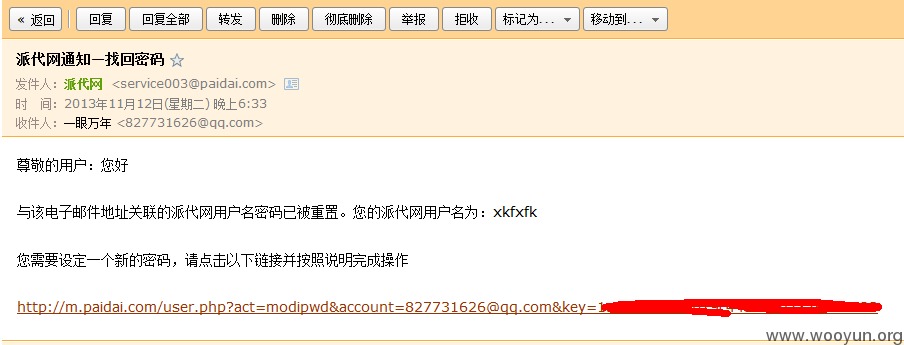 « 返回 回复 回复全部 转发 删除 彻底删除 举报 拒收 标记为... 移动到...
派代网通知—找回密码
发件人：派代网 <service003@paidai.com>
时 间：2013年11月12日(星期二) 晚上6:33
收件人：一眼万年 <827731626@qq.com>
尊敬的用户：您好
与该电子邮件地址关联的派代网用户名密码已被重置。您的派代网用户名为：xkfxfk
您需要设定一个新的密码，请点击以下链接并按照说明完成操作
http://m.paidai.com/user.php?act=modipwd&account=827731626@qq.com&key=1
www.wooyun.org